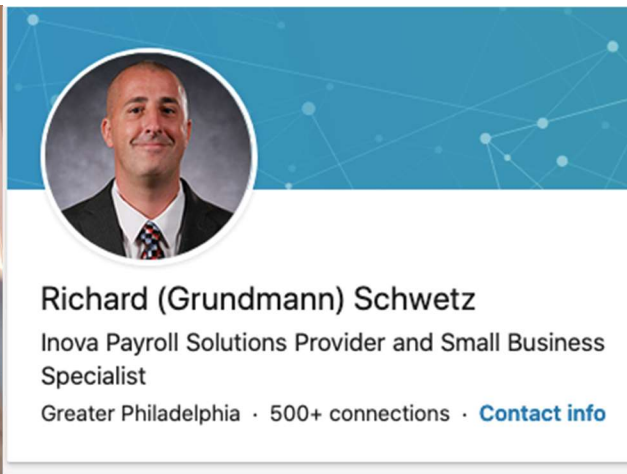 Richard (Grundmann) Schwetz
Inova Payroll Solutions Provider and Small Business
Specialist
Greater Philadelphia · 500+ connections · Contact info